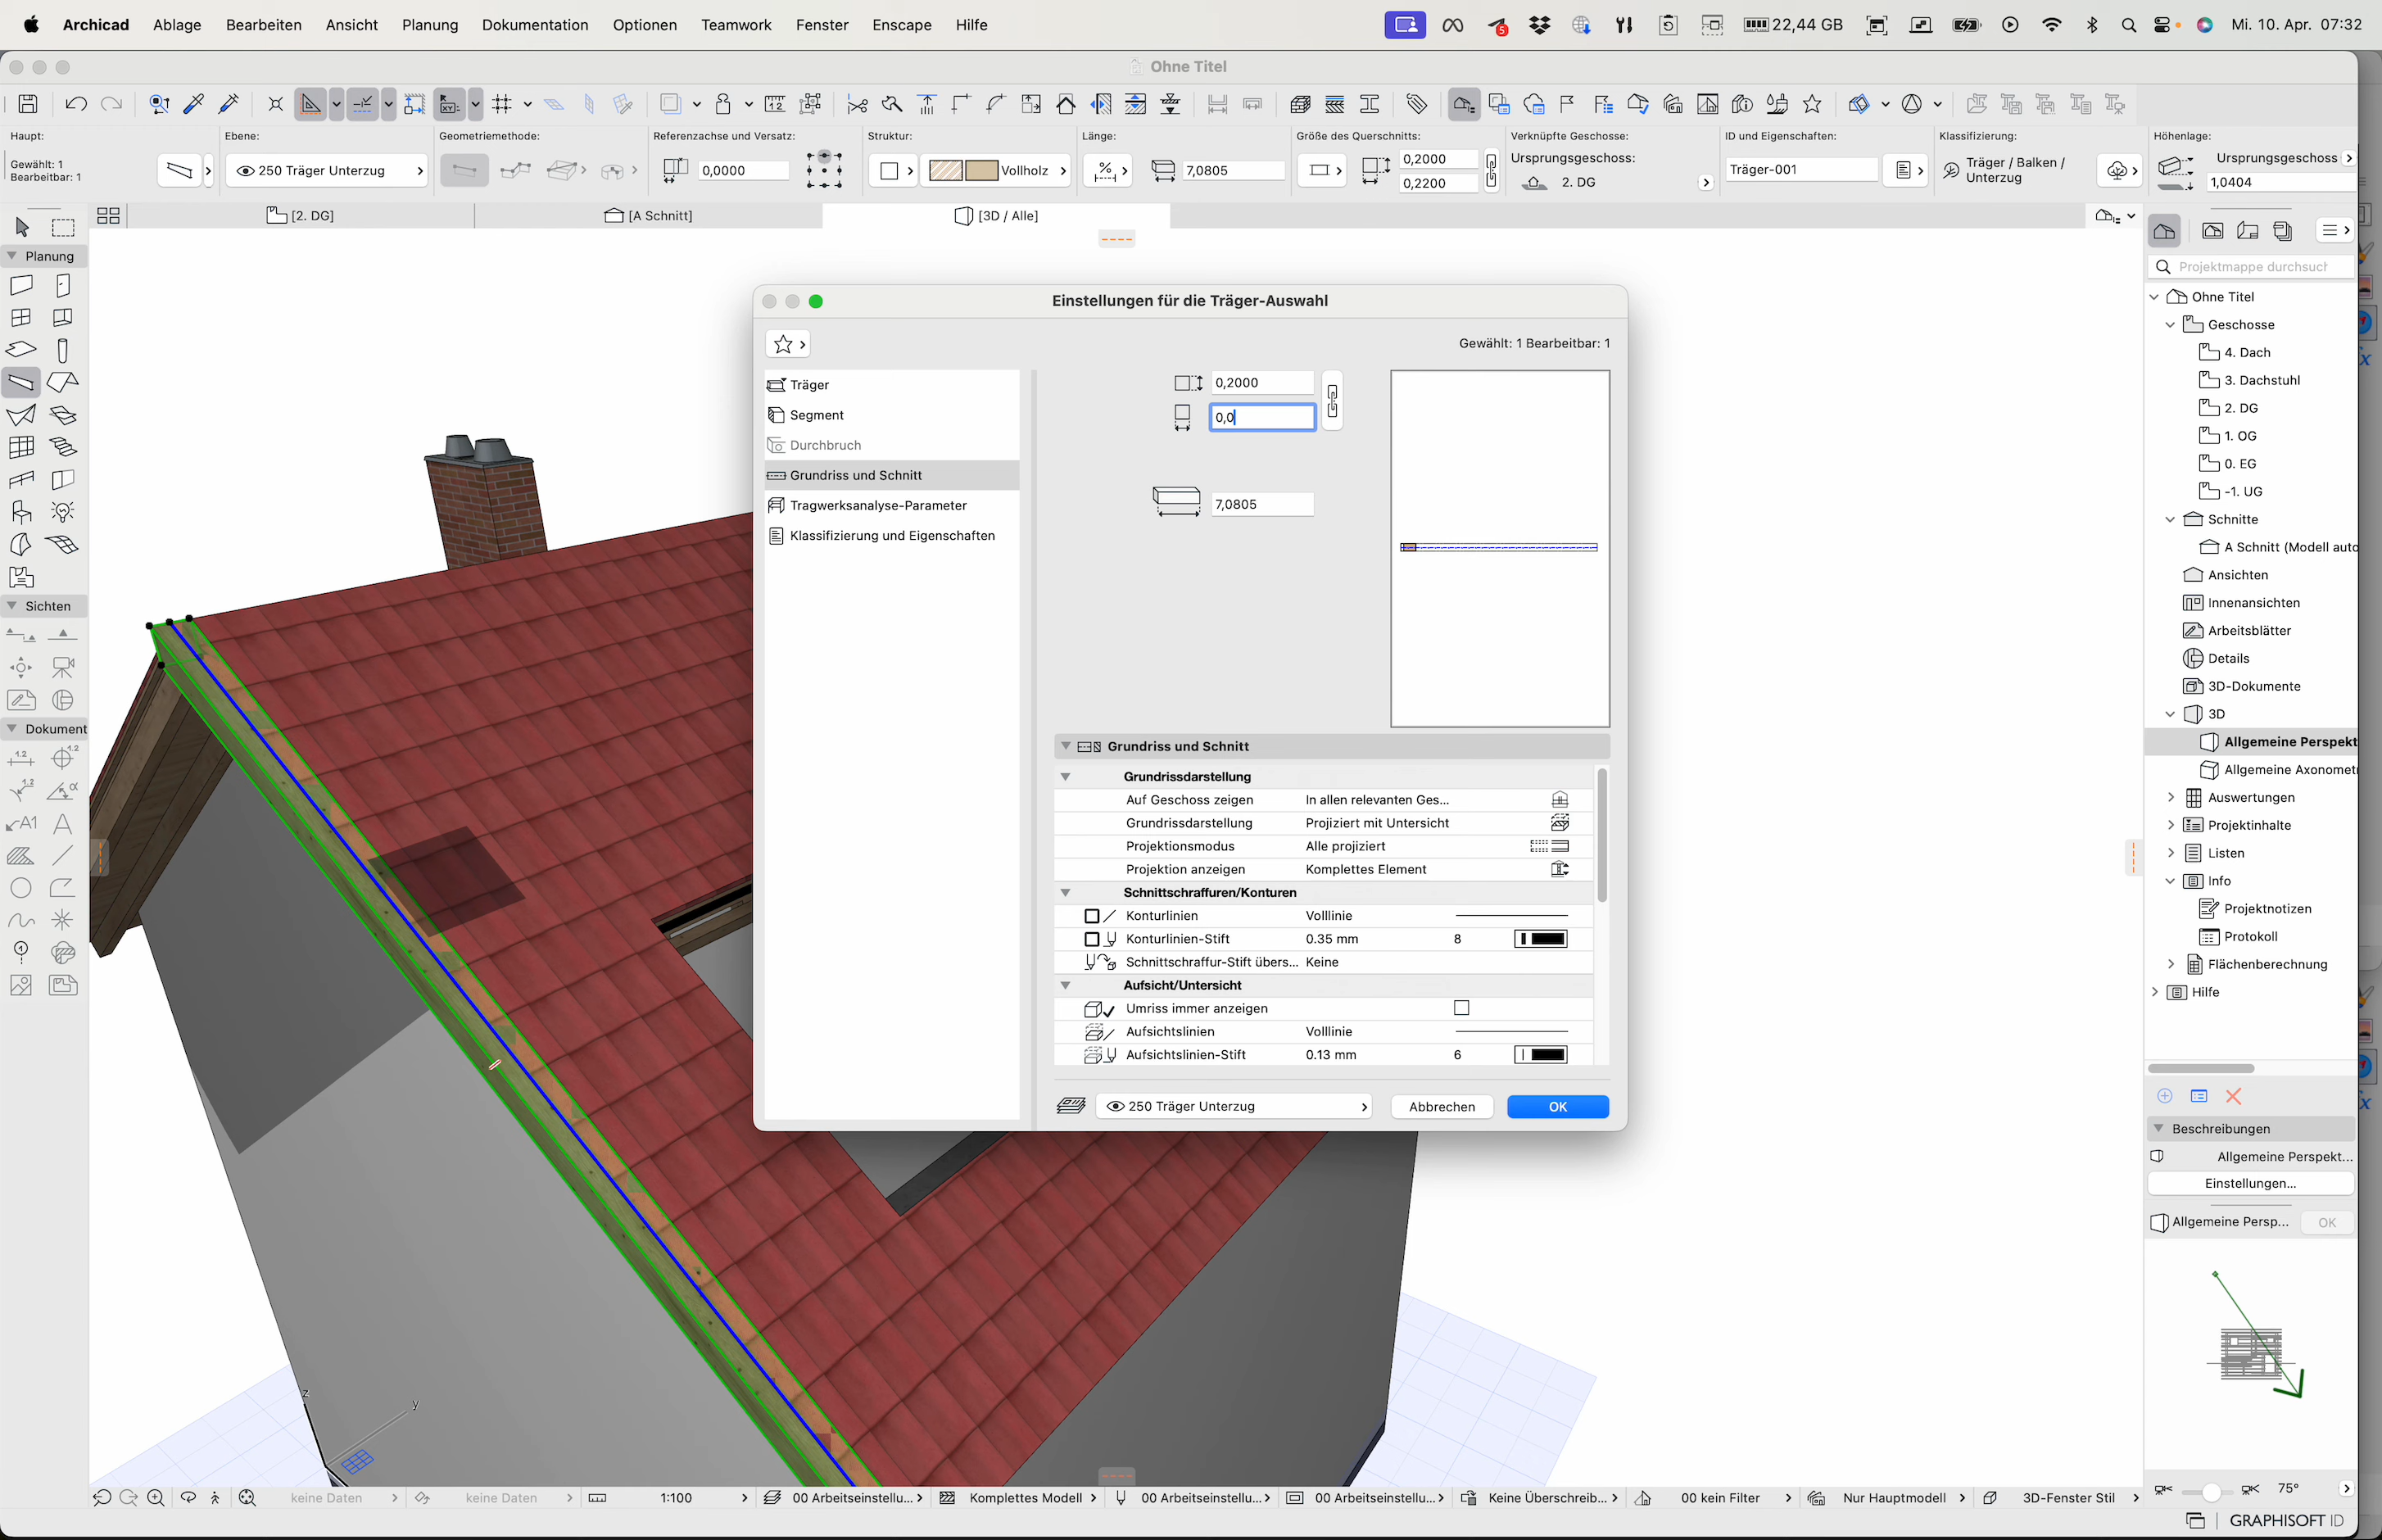 Archicad Ablage Bearbeiten Ansicht Planung Dokumentation Optionen Teamwork Fenster Enscape Hilfe 5 22,44 GB Mi. 10. Apr. 07:32
Ohne Titel
Haupt: Ebene: Geometriemethode: Referenzachse und Versatz: Struktur: Länge: Größe des Querschnitts: Verknüpfte Geschosse: ID und Eigenschaften: Klassifizierung: Höhenlage:
Gewählt: 1
Bearbeitbar: 1
250 Träger Unterzug
0,0000
Vollholz
7,0805
0,2000
0,2200
Ursprungsgeschoss:
2. DG
Träger-001
Träger / Balken /
Unterzug
Ursprungsgeschoss
1,0404
[2. DG] [A Schnitt] [3D / Alle]
Planung
Sichten
Dokument
1.2
1.2
1.2
α
A1
Einstellungen für die Träger-Auswahl
Gewählt: 1 Bearbeitbar: 1
Träger
Segment
Durchbruch
Grundriss und Schnitt
Tragwerksanalyse-Parameter
Klassifizierung und Eigenschaften
0,2000
0,0
7,0805
Grundriss und Schnitt
Grundrissdarstellung
Auf Geschoss zeigen In allen relevanten Ges...
Grundrissdarstellung Projiziert mit Untersicht
Projektionsmodus Alle projiziert
Projektion anzeigen Komplettes Element
Schnittschraffuren/Konturen
Konturlinien Volllinie
Konturlinien-Stift 0.35 mm 8
Schnittschraffur-Stift übers... Keine
Aufsicht/Untersicht
Umriss immer anzeigen
Aufsichtslinien Volllinie
Aufsichtslinien-Stift 0.13 mm 6
250 Träger Unterzug Abbrechen OK
z
y
Projektmappe durchsuch
Ohne Titel
Geschosse
4. Dach
3. Dachstuhl
2. DG
1. OG
0. EG
-1. UG
Schnitte
A Schnitt (Modell auto
Ansichten
Innenansichten
Arbeitsblätter
Details
3D-Dokumente
3D
Allgemeine Perspekt
Allgemeine Axonomet
Auswertungen
Projektinhalte
Listen
Info
Projektnotizen
Protokoll
Flächenberechnung
Hilfe
Beschreibungen
Allgemeine Perspekt...
Einstellungen...
Allgemeine Persp... OK
keine Daten keine Daten 1:100 00 Arbeitseinstellu... Komplettes Modell 00 Arbeitseinstellu... 00 Arbeitseinstellu... Keine Überschreib... 00 kein Filter Nur Hauptmodell 3D-Fenster Stil 75°
GRAPHISOFT ID